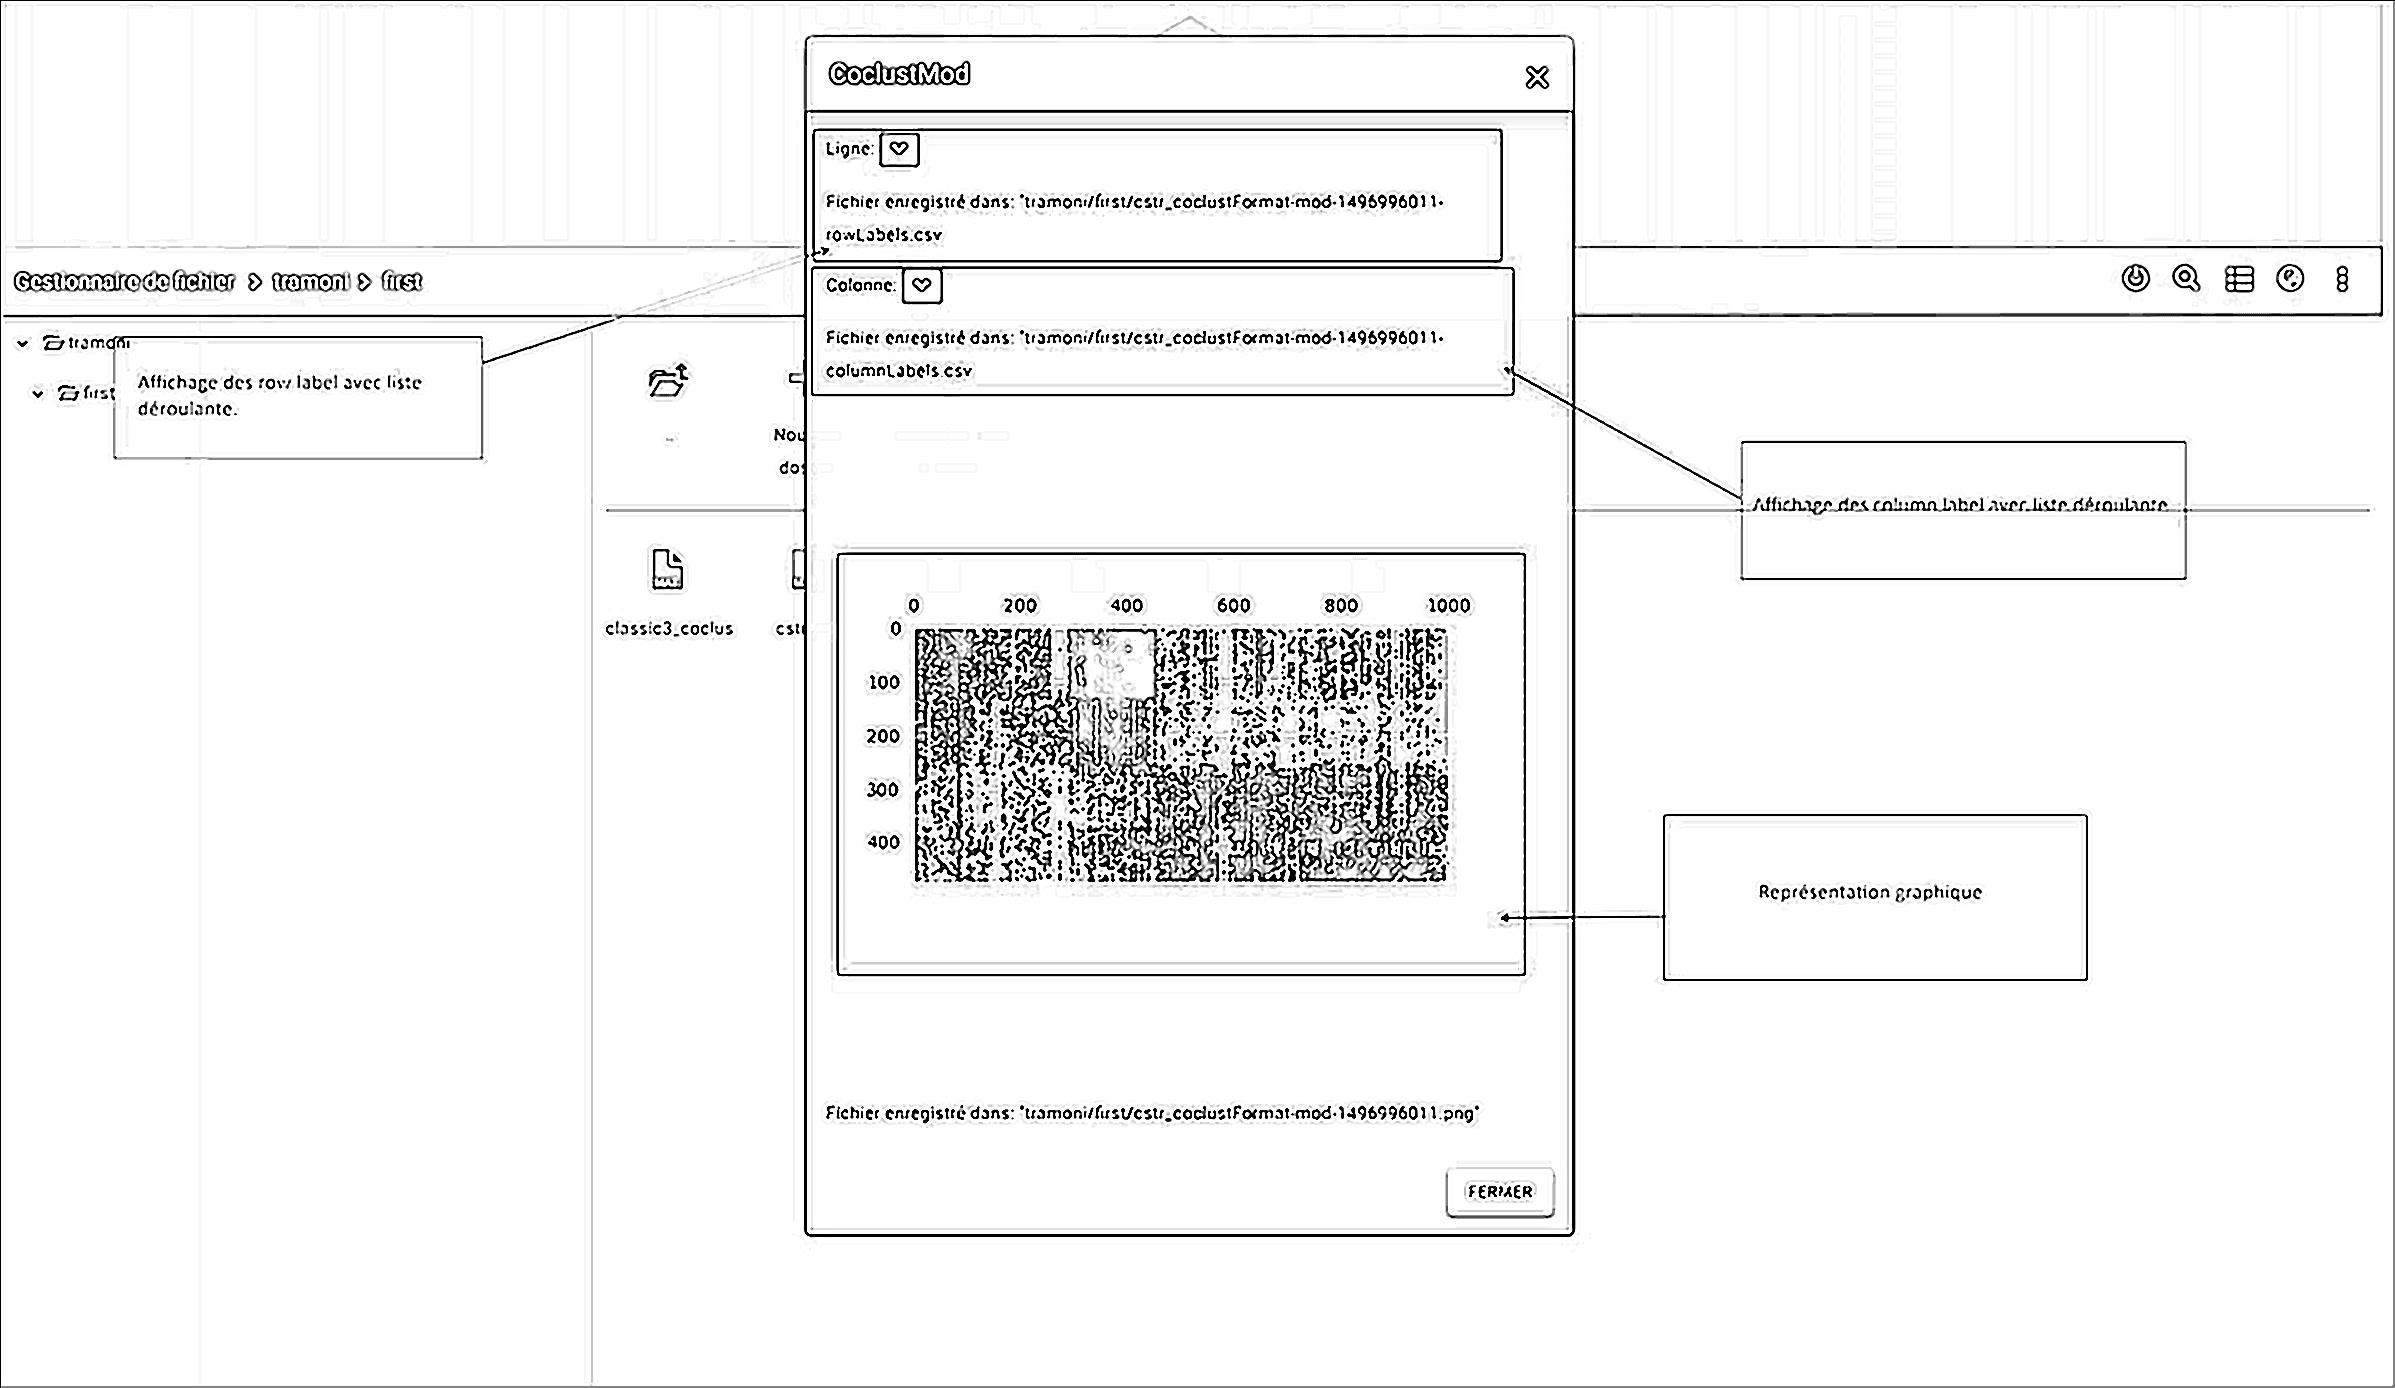 CoclustMod
Ligne:
Fichier enregistré dans: "tramoni/first/cstr_coclustFormat-mod-1496996011-
rowLabels.csv
Gestionnaire de fichier > tramoni > first
Colonne:
Fichier enregistré dans: "tramoni/first/cstr_coclustFormat-mod-1496996011-
columnLabels.csv
tramoni
first
Affichage des row label avec liste
déroulante.
..
Nou
dos
Affichage des column label avec liste déroulante
classic3_coclus
cst
0 200 400 600 800 1000
0
100
200
300
400
Représentation graphique
Fichier enregistré dans: "tramoni/first/cstr_coclustFormat-mod-1496996011.png"
FERMER